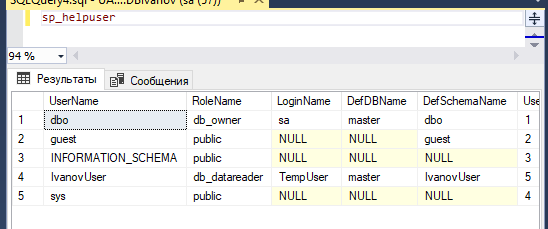 SQLQuery4.sql - UA....DBIvanov (sa (57))
sp_helpuser
94 %
Результаты Сообщения
UserName RoleName LoginName DefDBName DefSchemaName Use
1 dbo db_owner sa master dbo 1
2 guest public NULL NULL guest 2
3 INFORMATION_SCHEMA public NULL NULL NULL 3
4 IvanovUser db_datareader TempUser master IvanovUser 5
5 sys public NULL NULL NULL 4